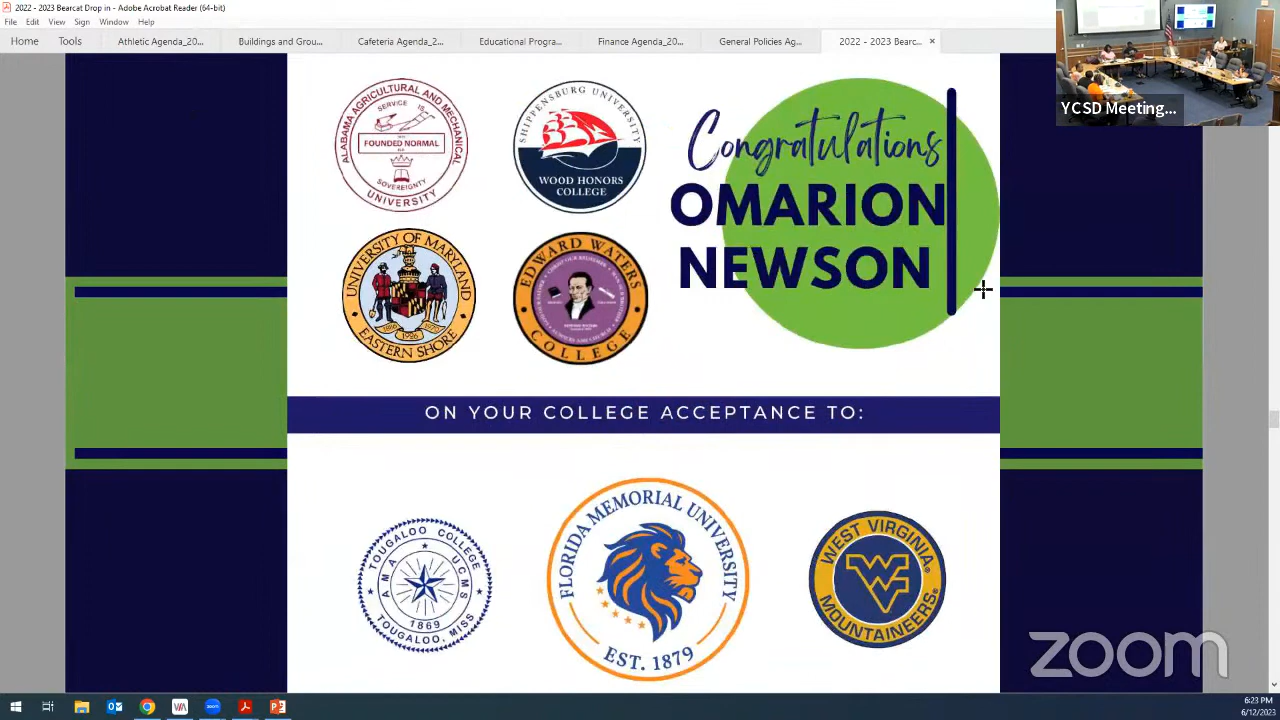 2022 - 2023 Bearcat Drop in - Adobe Acrobat Reader (64-bit)
File Edit View Sign Window Help
Home Tools Athletic Agenda_20... Buildings and Grou... Cafeteria Agenda_2... Educational Progra... Finance Agenda_20... General Policies Ag... 2022 - 2023 Bearc... ×
YCSD Meeting...
ALABAMA AGRICULTURAL AND MECHANICAL
SERVICE IS
FOUNDED NORMAL
SOVEREIGNTY
UNIVERSITY
SHIPPENSBURG UNIVERSITY
WOOD HONORS
COLLEGE
Congratulations
OMARION
NEWSON
UNIVERSITY OF MARYLAND
1886
EASTERN SHORE
EDWARD WATERS
COLLEGE
ON YOUR COLLEGE ACCEPTANCE TO:
TOUGALOO COLLEGE
AMA UCMS
1869
TOUGALOO, MISS
FLORIDA MEMORIAL UNIVERSITY
EST. 1879
WEST VIRGINIA
WV
MOUNTAINEERS
zoom
6:23 PM
6/12/2023